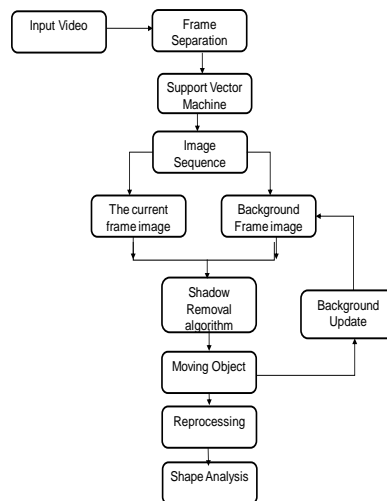 Input Video
Frame
Separation
Support Vector
Machine
Image
Sequence
The current
frame image
Background
Frame image
Shadow
Removal
algorithm
Background
Update
Moving Object
Reprocessing
Shape Analysis